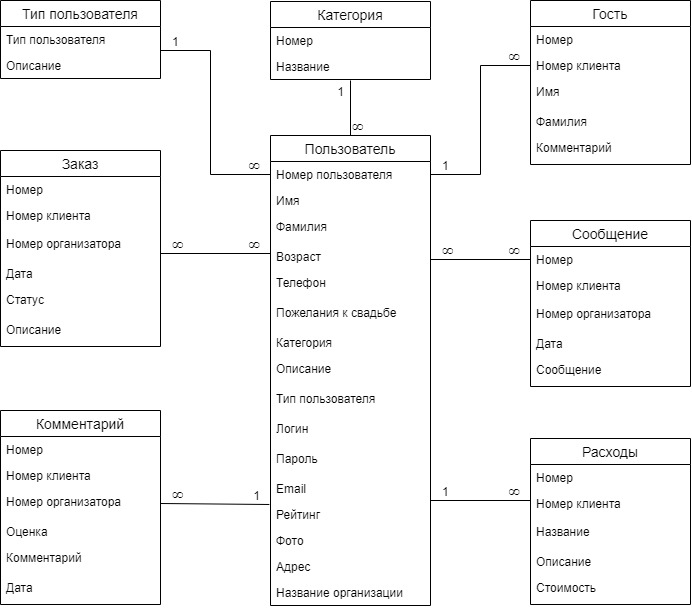 Тип пользователя
Тип пользователя
Описание
1
∞
Категория
Номер
Название
1
∞
Гость
Номер
Номер клиента
Имя
Фамилия
Комментарий
∞
1
Заказ
Номер
Номер клиента
Номер организатора
Дата
Статус
Описание
∞
∞
Пользователь
Номер пользователя
Имя
Фамилия
Возраст
Телефон
Пожелания к свадьбе
Категория
Описание
Тип пользователя
Логин
Пароль
Email
Рейтинг
Фото
Адрес
Название организации
∞
∞
Сообщение
Номер
Номер клиента
Номер организатора
Дата
Сообщение
Комментарий
Номер
Номер клиента
Номер организатора
Оценка
Комментарий
Дата
∞
1
1
∞
Расходы
Номер
Номер клиента
Название
Описание
Стоимость